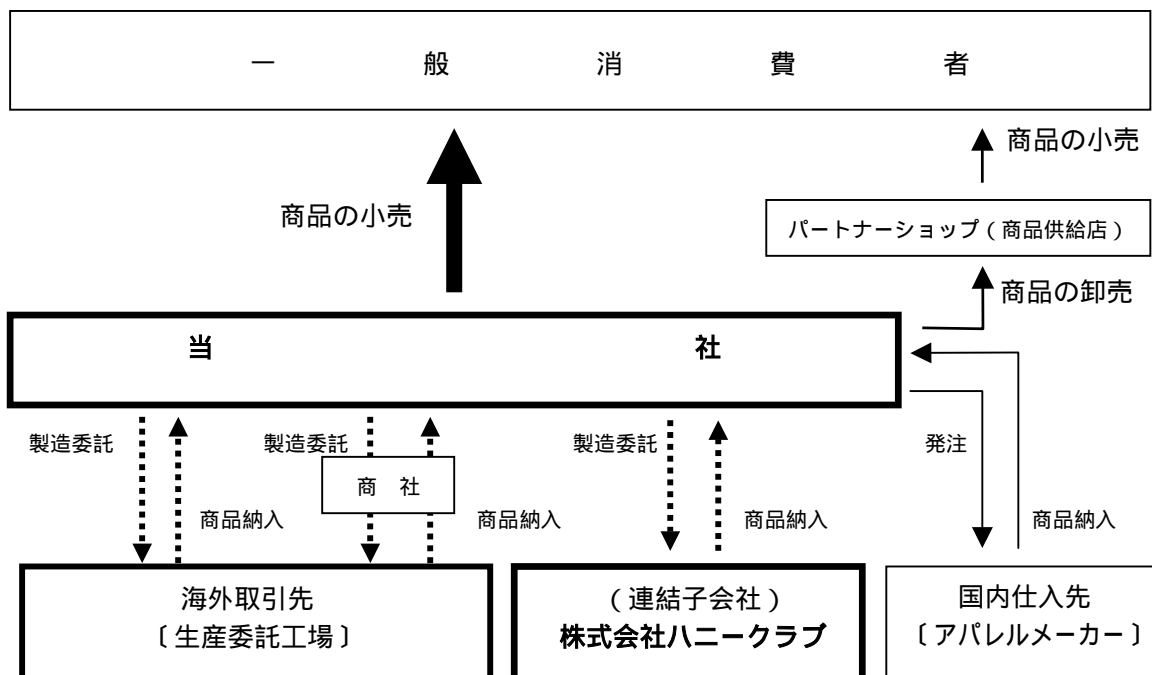 一般消費者
商品の小売
商品の小売
パートナーショップ（商品供給店）
商品の卸売
当社
製造委託
製造委託
製造委託
発注
商社
商品納入
商品納入
商品納入
商品納入
海外取引先
〔生産委託工場〕
（連結子会社）
株式会社ハニークラブ
国内仕入先
〔アパレルメーカー〕